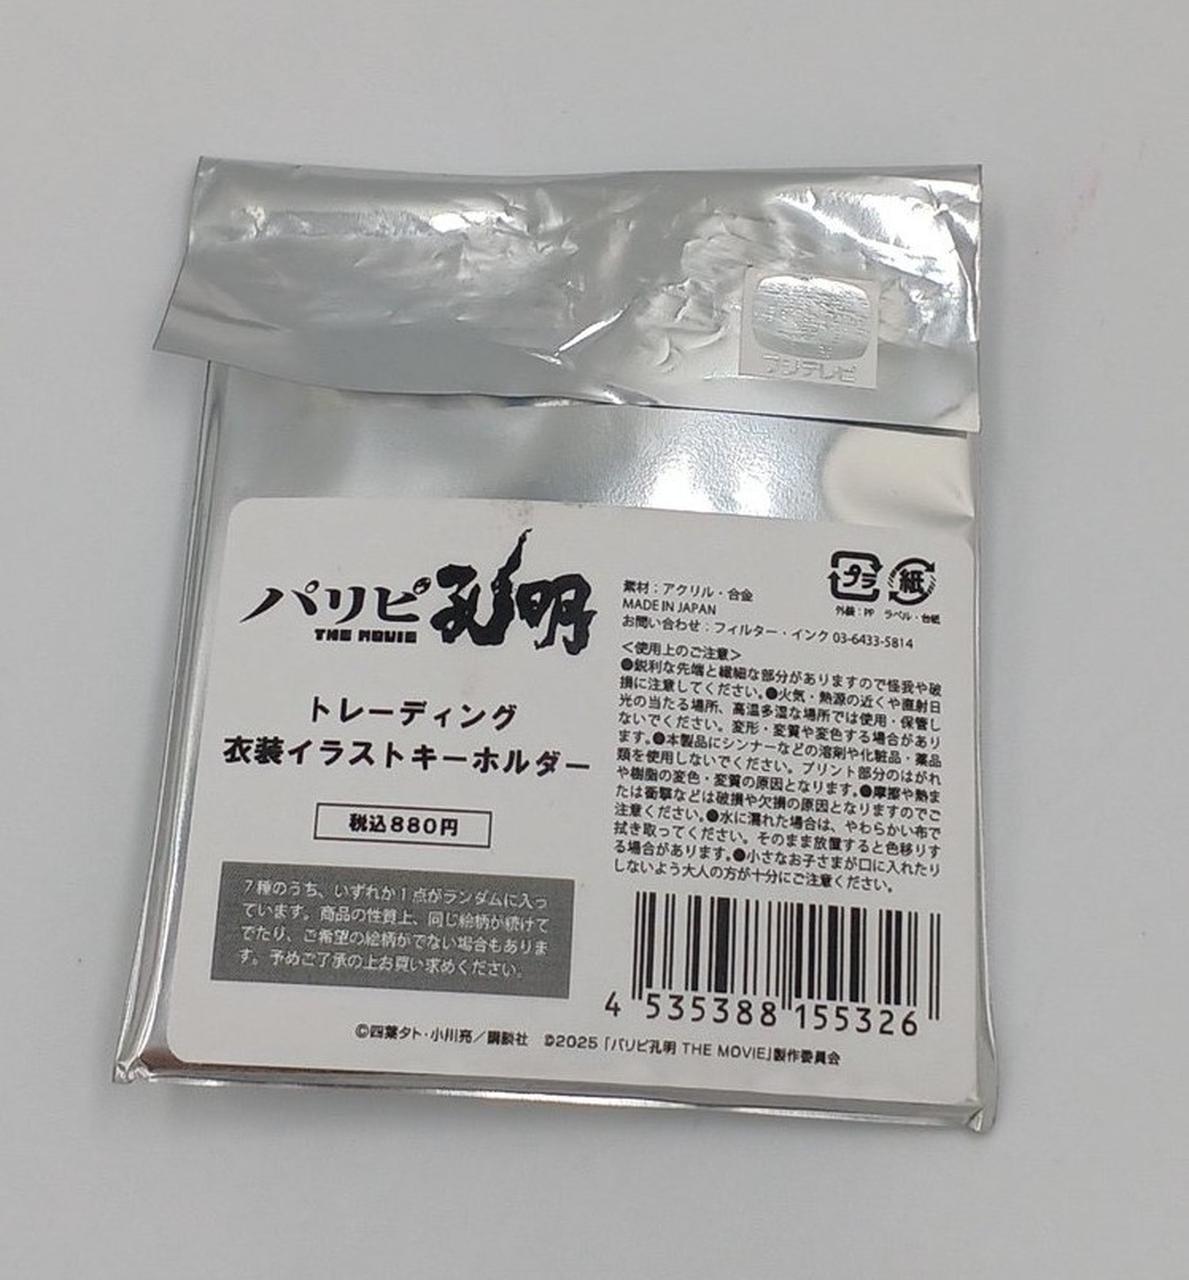 フジテレビ
パリピ孔明
THE MOVIE
トレーディング
衣装イラストキーホルダー
税込880円
7種のうち、いずれか1点がランダムに入っ
ています。商品の性質上、同じ絵柄が続けて
でたり、ご希望の絵柄がでない場合もありま
す。予めご了承の上お買い求めください。
素材：アクリル・合金
MADE IN JAPAN
お問い合わせ：フィルター・インク 03-6433-5814
プラ
外装：PP
紙
ラベル・台紙
＜使用上のご注意＞
●鋭利な先端と繊細な部分がありますので怪我や破
損に注意してください。●火気・熱源の近くや直射日
光の当たる場所、高温多湿な場所では使用・保管し
ないでください。変形・変質や変色する場合があり
ます。●本製品にシンナーなどの溶剤や化粧品・薬品
類を使用しないでください。プリント部分のはがれ
や樹脂の変色・変質の原因となります。●摩擦や熱ま
たは衝撃などは破損や欠損の原因となりますのでご
注意ください。●水に濡れた場合は、やわらかい布で
拭き取ってください。そのまま放置すると色移りす
る場合があります。●小さなお子さまが口に入れたり
しないよう大人の方が十分にご注意ください。
4 535388 155326
©四葉タト・小川亮／講談社 ©2025「パリピ孔明 THE MOVIE」製作委員会